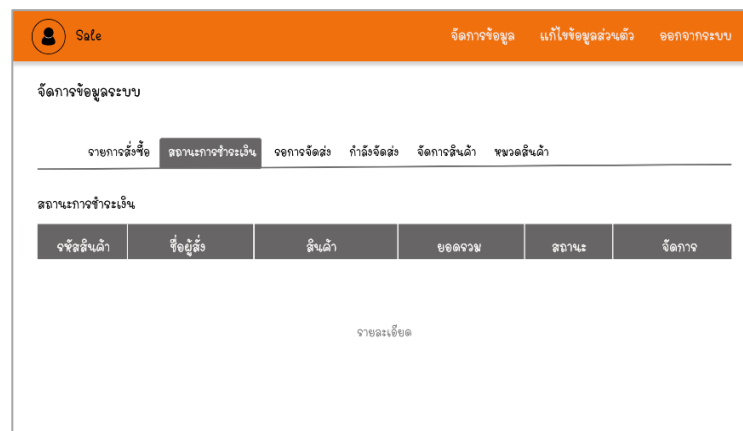 Sale จัดการข้อมูล แก้ไขข้อมูลส่วนตัว ออกจากระบบ
จัดการข้อมูลระบบ
รายการสั่งซื้อ สถานะการชำระเงิน รอการจัดส่ง กำลังจัดส่ง จัดการสินค้า หมวดสินค้า
สถานะการชำระเงิน
รหัสสินค้า ชื่อผู้สั่ง สินค้า ยอดรวม สถานะ จัดการ
รายละเอียด